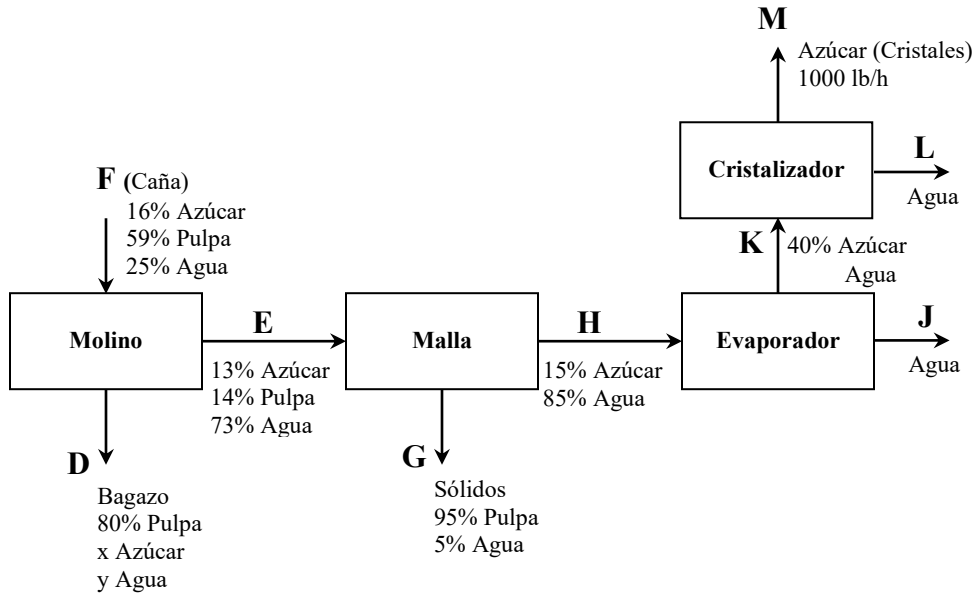 M
Azúcar (Cristales)
1000 lb/h
Cristalizador
L
Agua
F (Caña)
16% Azúcar
59% Pulpa
25% Agua
K
40% Azúcar
Agua
Molino
E
13% Azúcar
14% Pulpa
73% Agua
Malla
H
15% Azúcar
85% Agua
Evaporador
J
Agua
D
Bagazo
80% Pulpa
x Azúcar
y Agua
G
Sólidos
95% Pulpa
5% Agua